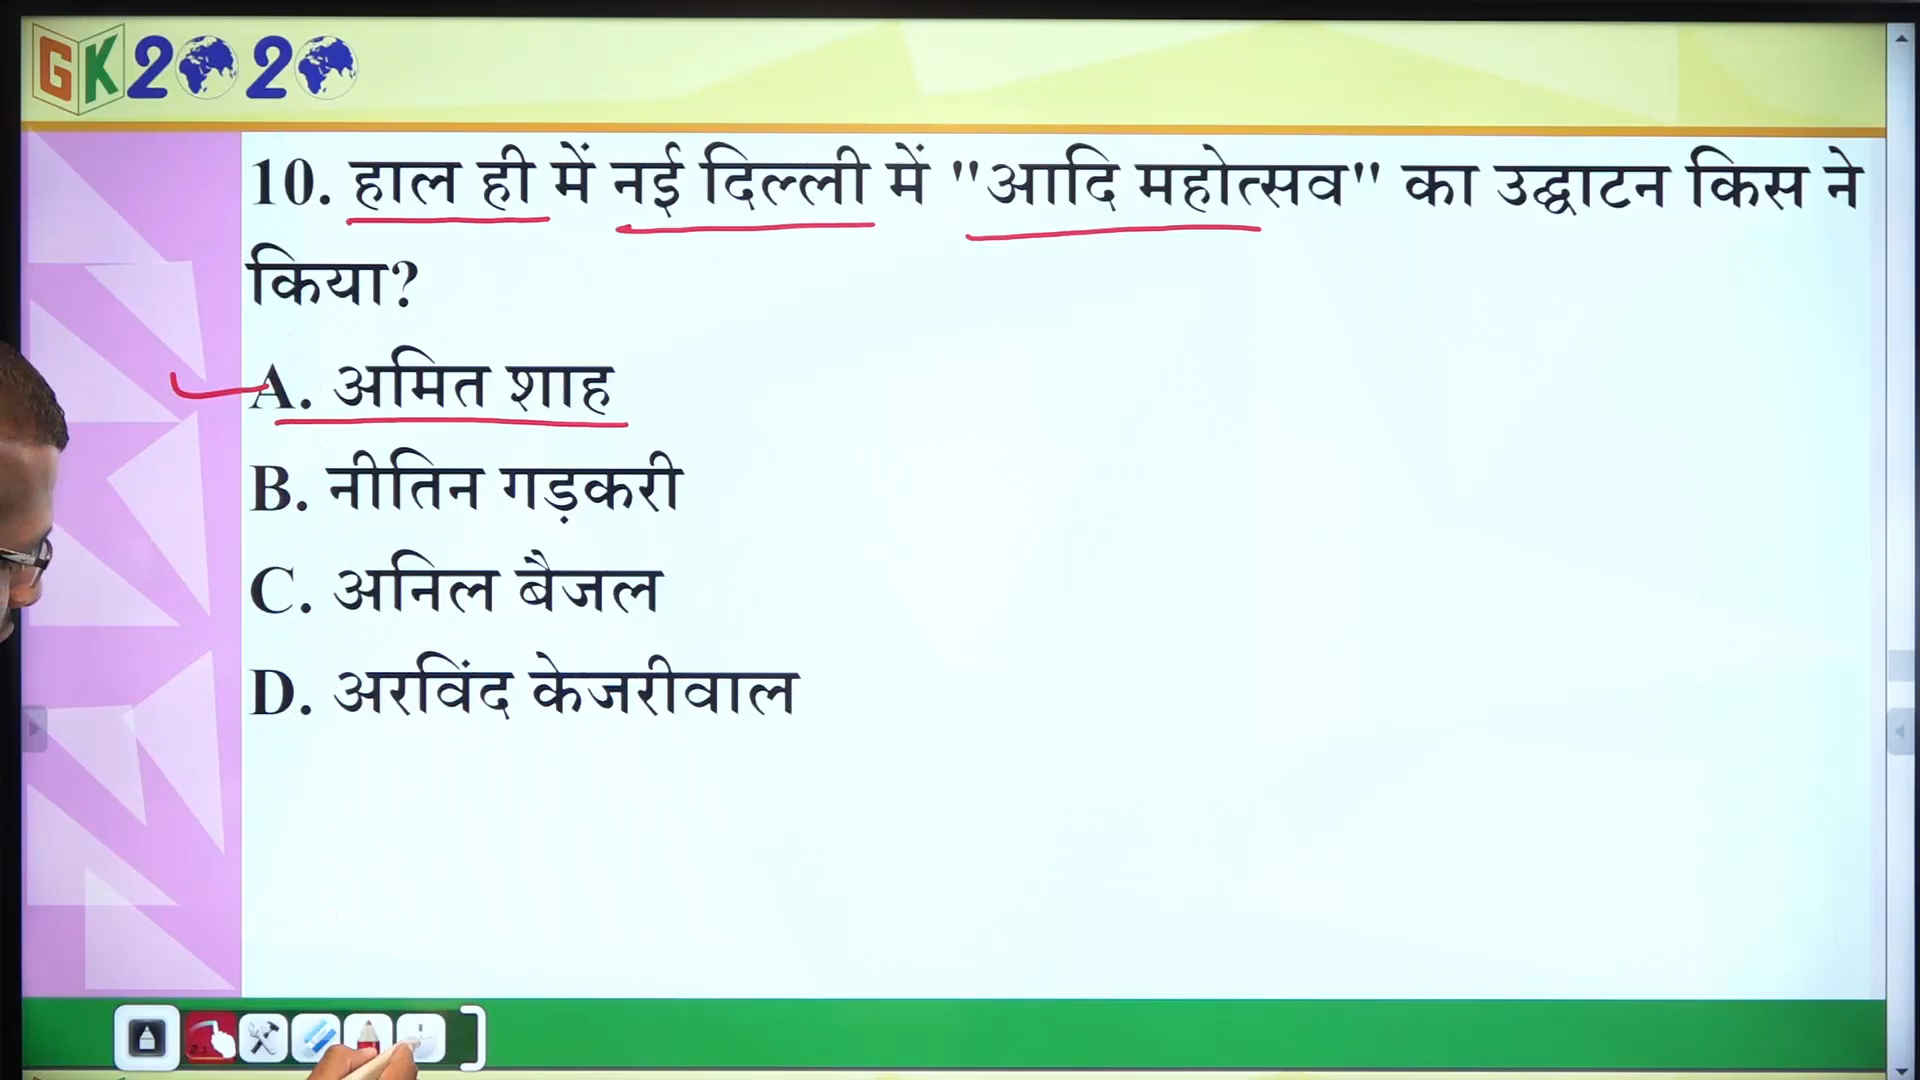 GK2020
10. हाल ही में नई दिल्ली में "आदि महोत्सव" का उद्घाटन किस ने
किया?
A. अमित शाह
B. नीतिन गड़करी
C. अनिल बैजल
D. अरविंद केजरीवाल